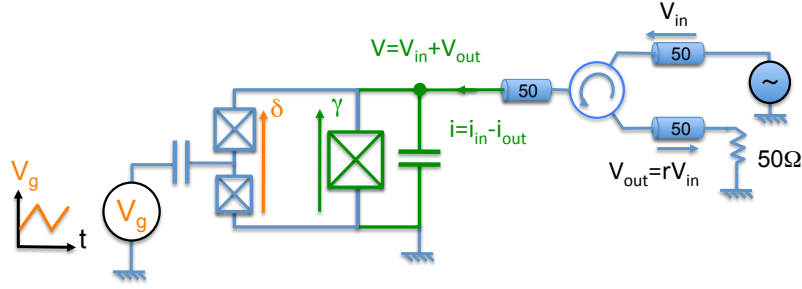 V_in
V=V_in+V_out
50
~
50
δ
γ
i=i_in-i_out
50
V_g
V_g
t
V_out=rV_in
50Ω